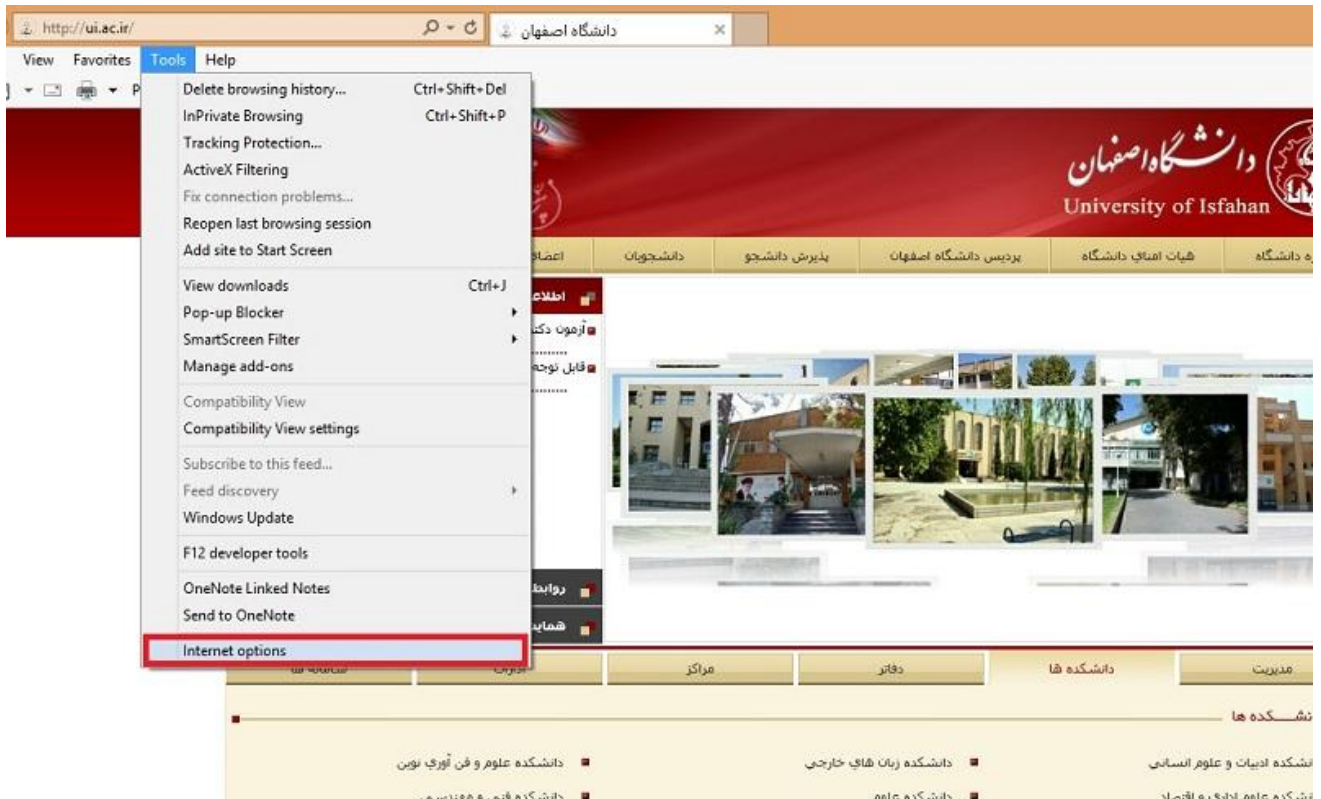 http://ui.ac.ir/
دانشگاه اصفهان
View Favorites Tools Help
Delete browsing history... Ctrl+Shift+Del
InPrivate Browsing Ctrl+Shift+P
Tracking Protection...
ActiveX Filtering
Fix connection problems...
Reopen last browsing session
Add site to Start Screen
View downloads Ctrl+J
Pop-up Blocker
SmartScreen Filter
Manage add-ons
Compatibility View
Compatibility View settings
Subscribe to this feed...
Feed discovery
Windows Update
F12 developer tools
OneNote Linked Notes
Send to OneNote
Internet options
دانشگاه اصفهان
University of Isfahan
دانشگاه هیات امنای دانشگاه پردیس دانشگاه اصفهان پذیرش دانشجو دانشجویان
آزمون
قابل توجه
مدیریت دانشکده ها دفاتر مراکز
دانشکده زبان های خارجی
دانشکده علوم و فن آوری نوین
ادبیات و علوم انسانی